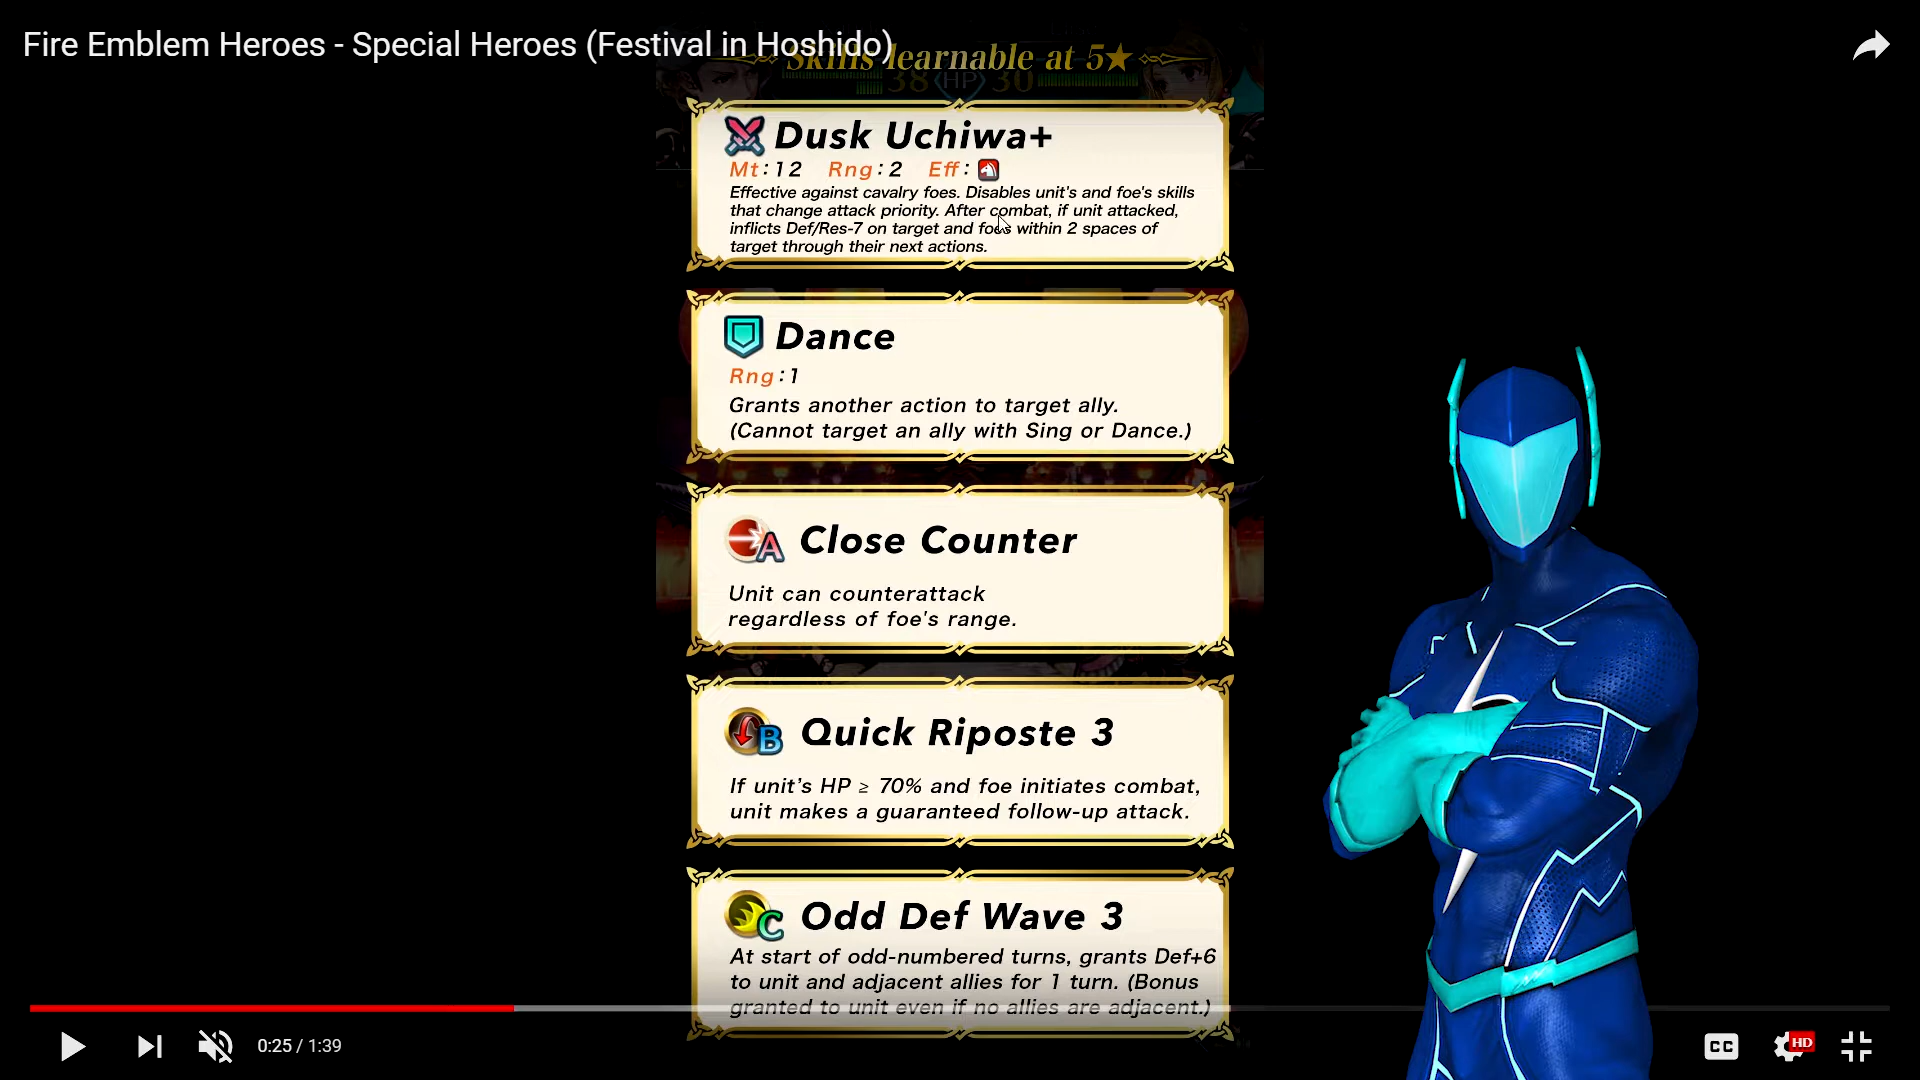 Fire Emblem Heroes - Special Heroes (Festival in Hoshido)
Skills learnable at 5★
38 HP 30
Dusk Uchiwa+
Mt:12 Rng:2 Eff:
Effective against cavalry foes. Disables unit's and foe's skills
that change attack priority. After combat, if unit attacked,
inflicts Def/Res-7 on target and foes within 2 spaces of
target through their next actions.
Dance
Rng:1
Grants another action to target ally.
(Cannot target an ally with Sing or Dance.)
A Close Counter
Unit can counterattack
regardless of foe's range.
B Quick Riposte 3
If unit's HP ≥ 70% and foe initiates combat,
unit makes a guaranteed follow-up attack.
C Odd Def Wave 3
At start of odd-numbered turns, grants Def+6
to unit and adjacent allies for 1 turn. (Bonus
granted to unit even if no allies are adjacent.)
0:25 / 1:39
CC
HD